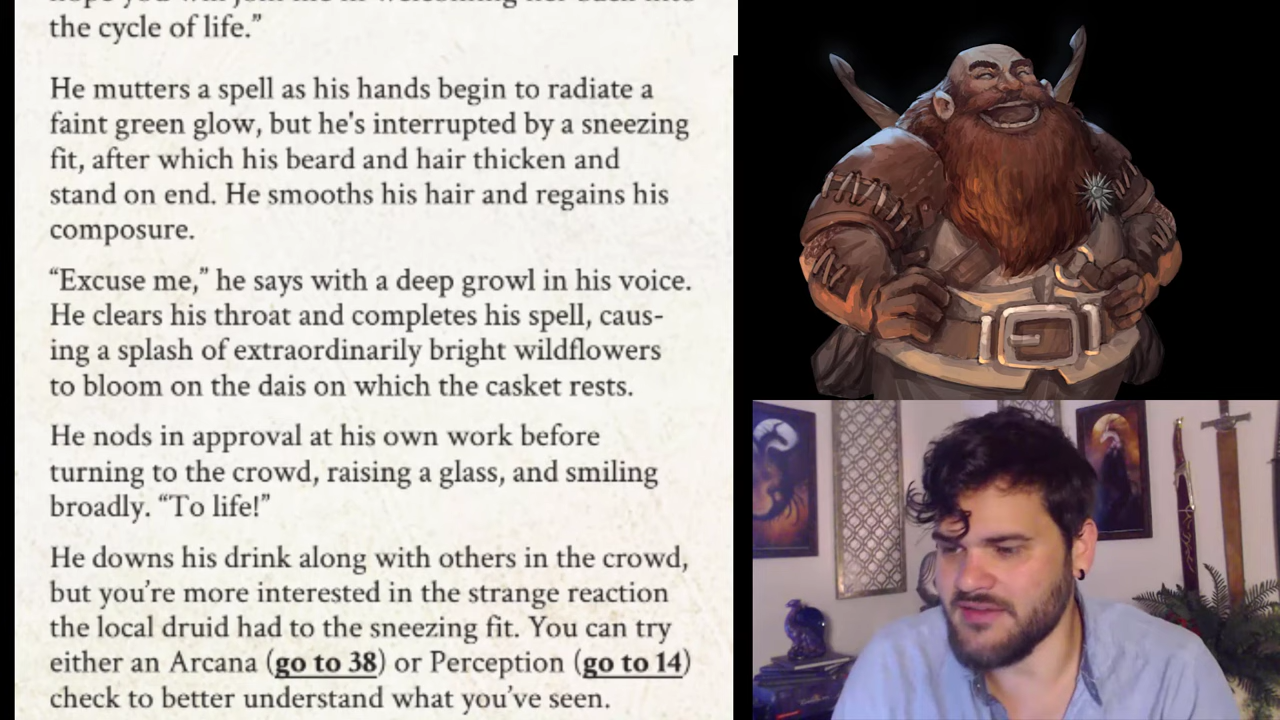 the cycle of life.”
He mutters a spell as his hands begin to radiate a
faint green glow, but he's interrupted by a sneezing
fit, after which his beard and hair thicken and
stand on end. He smooths his hair and regains his
composure.
“Excuse me,” he says with a deep growl in his voice.
He clears his throat and completes his spell, caus-
ing a splash of extraordinarily bright wildflowers
to bloom on the dais on which the casket rests.
He nods in approval at his own work before
turning to the crowd, raising a glass, and smiling
broadly. “To life!”
He downs his drink along with others in the crowd,
but you’re more interested in the strange reaction
the local druid had to the sneezing fit. You can try
either an Arcana (go to 38) or Perception (go to 14)
check to better understand what you’ve seen.